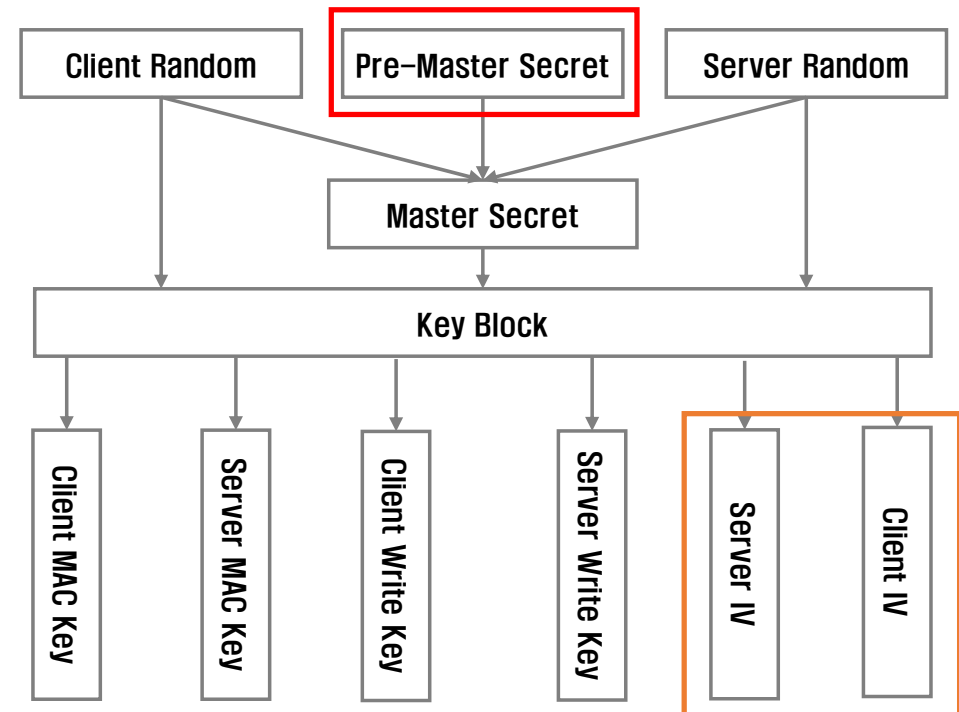 Client Random
Pre-Master Secret
Server Random
Master Secret
Key Block
Client MAC Key
Server MAC Key
Client Write Key
Server Write Key
Server IV
Client IV